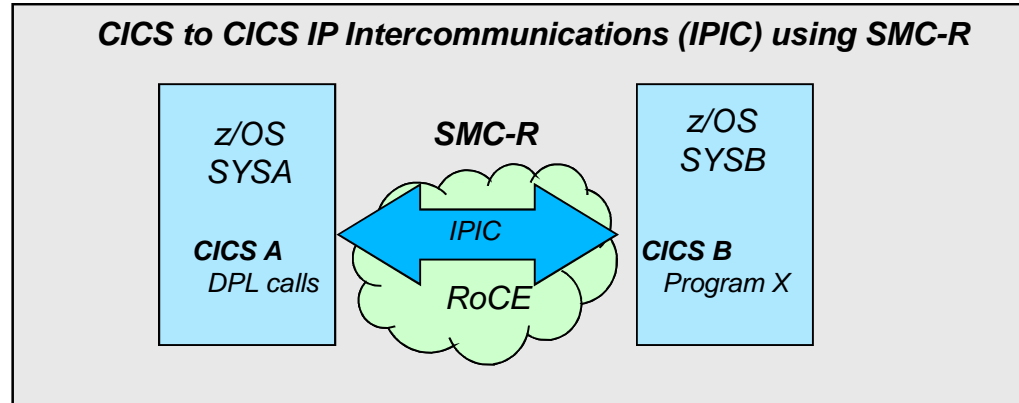 CICS to CICS IP Intercommunications (IPIC) using SMC-R
z/OS
SYSA
CICS A
DPL calls
SMC-R
IPIC
RoCE
z/OS
SYSB
CICS B
Program X